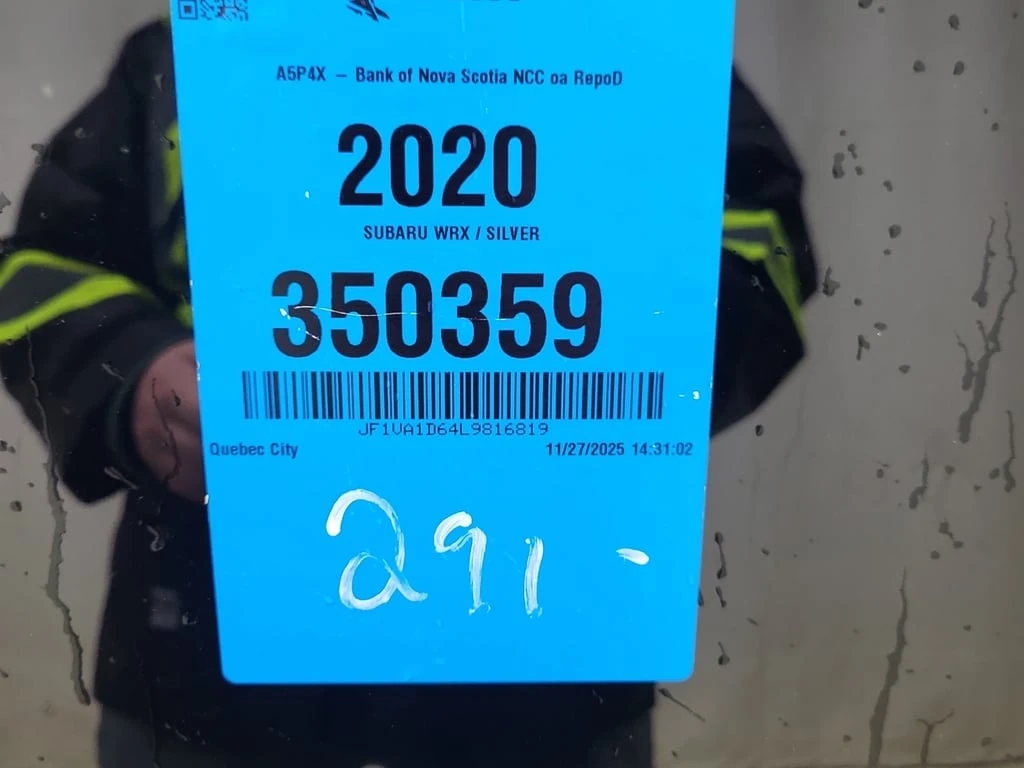 A5P4X – Bank of Nova Scotia NCC oa RepoD
2020
SUBARU WRX / SILVER
350359
JF1VA1D64L9816819
Quebec City 11/27/2025 14:31:02
291